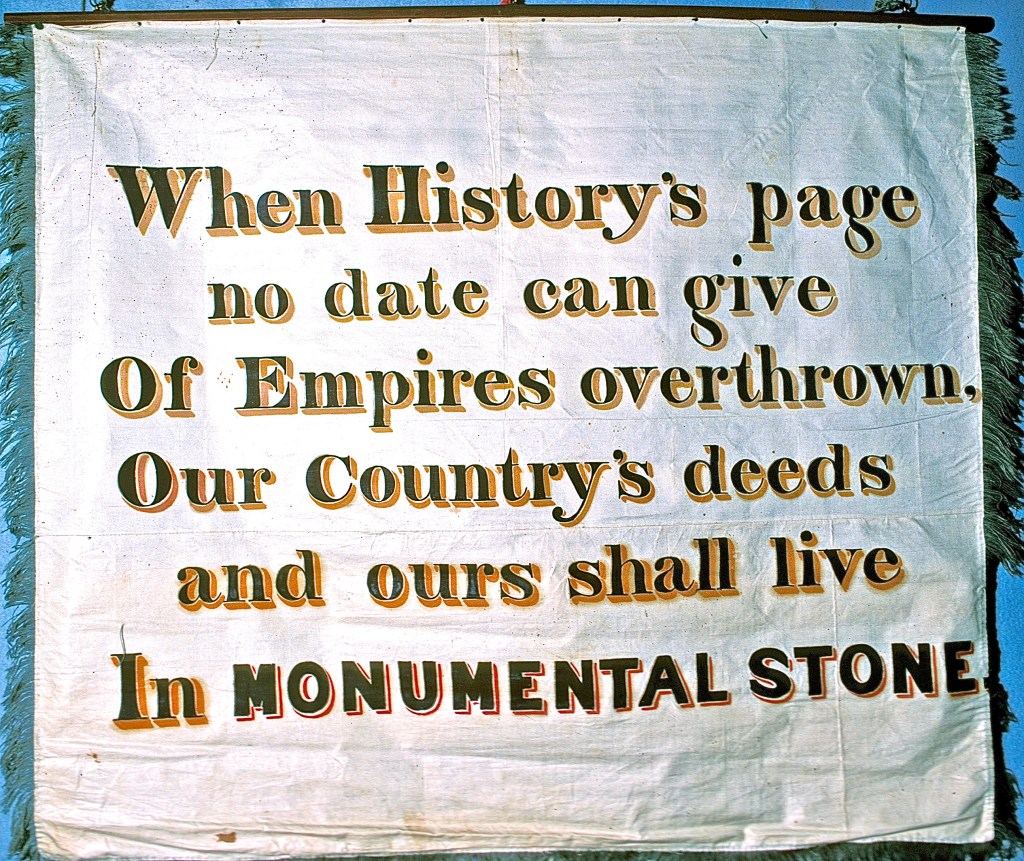 When History's page
no date can give
Of Empires overthrown,
Our Country's deeds
and ours shall live
In MONUMENTAL STONE.